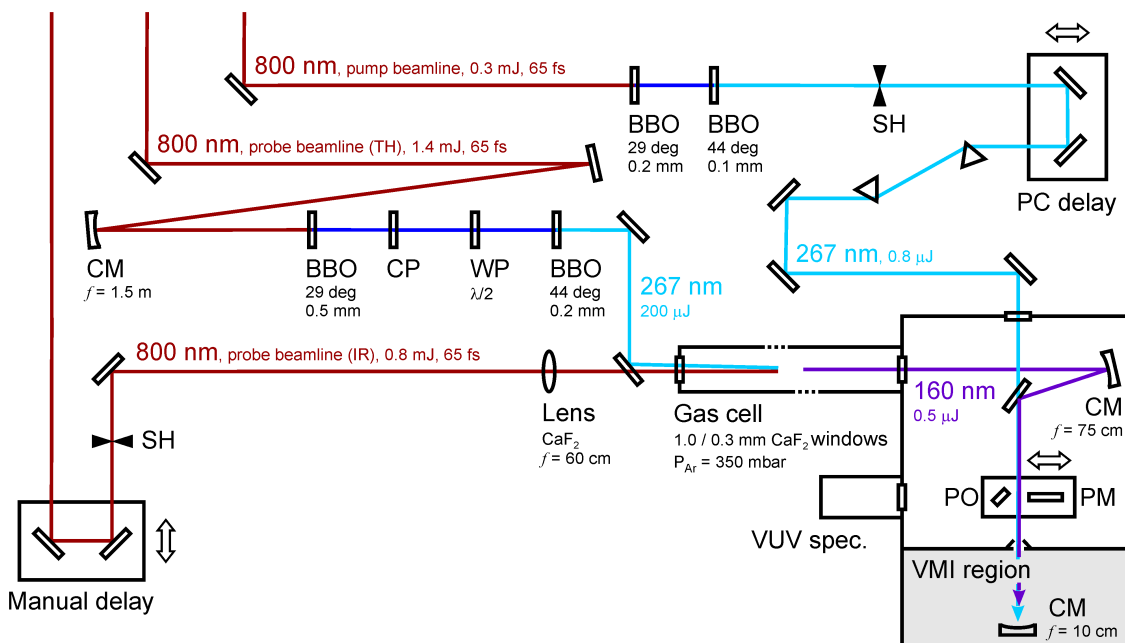 800 nm, pump beamline, 0.3 mJ, 65 fs
BBO
29 deg
0.2 mm
BBO
44 deg
0.1 mm
SH
PC delay
800 nm, probe beamline (TH), 1.4 mJ, 65 fs
CM
f = 1.5 m
BBO
29 deg
0.5 mm
CP
WP
λ/2
BBO
44 deg
0.2 mm
267 nm
200 µJ
267 nm, 0.8 µJ
800 nm, probe beamline (IR), 0.8 mJ, 65 fs
Lens
CaF₂
f = 60 cm
Gas cell
1.0 / 0.3 mm CaF₂ windows
P_Ar = 350 mbar
160 nm
0.5 µJ
CM
f = 75 cm
SH
PO
PM
VUV spec.
Manual delay
VMI region
CM
f = 10 cm